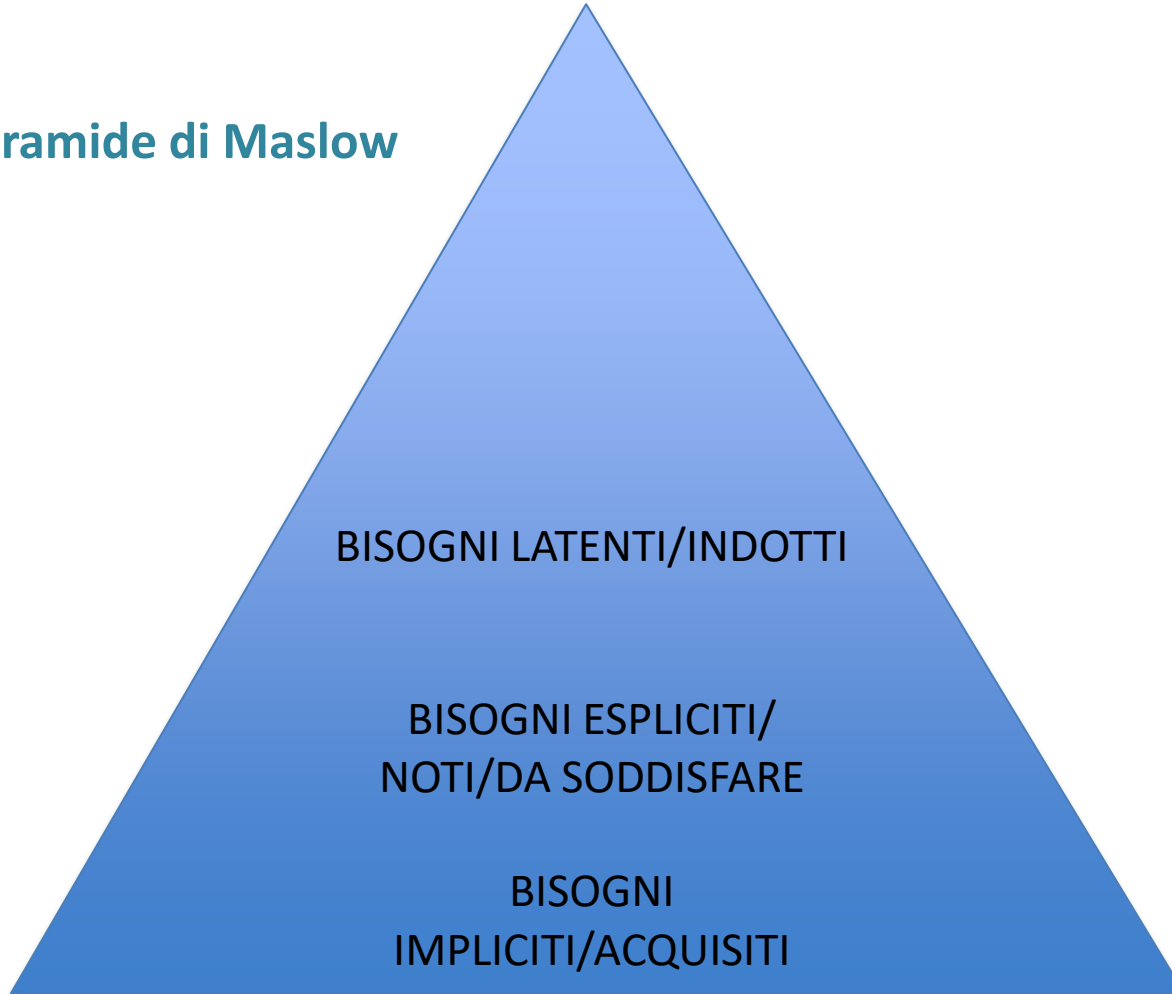 ramide di Maslow
BISOGNI LATENTI/INDOTTI
BISOGNI ESPLICITI/
NOTI/DA SODDISFARE
BISOGNI
IMPLICITI/ACQUISITI